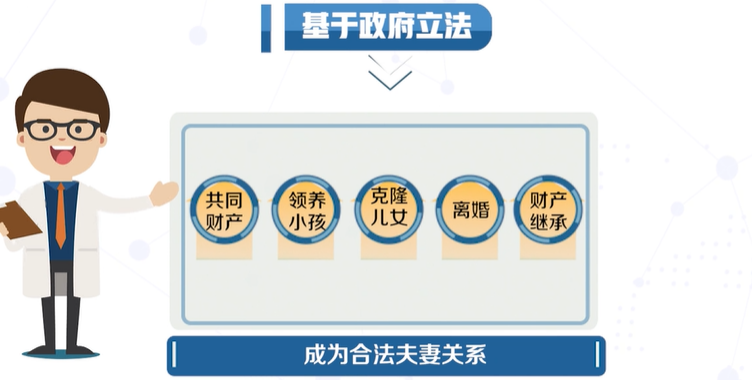 基于政府立法
共同
财产
领养
小孩
克隆
儿女
离婚
财产
继承
成为合法夫妻关系